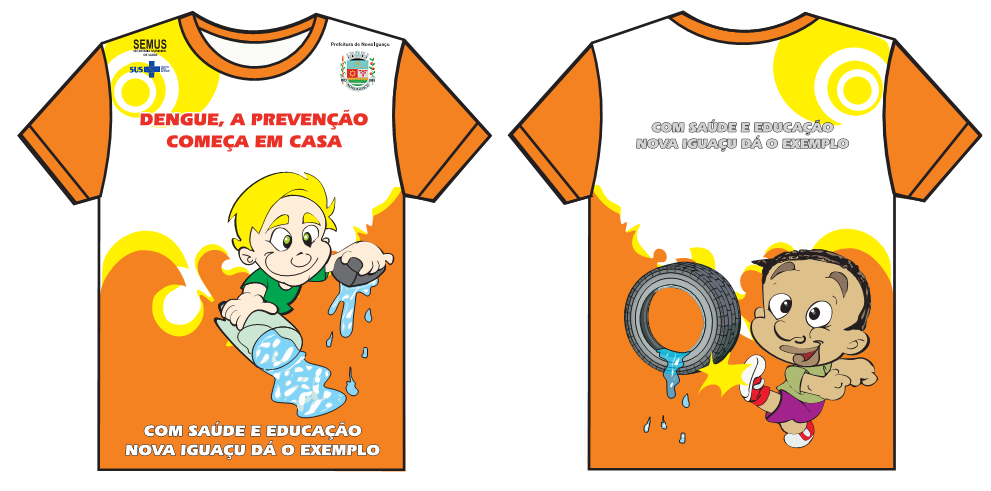 SEMUS
SUS
Prefeitura de Nova Iguaçu
DENGUE, A PREVENÇÃO
COMEÇA EM CASA
COM SAÚDE E EDUCAÇÃO
NOVA IGUAÇU DÁ O EXEMPLO
COM SAÚDE E EDUCAÇÃO
NOVA IGUAÇU DÁ O EXEMPLO